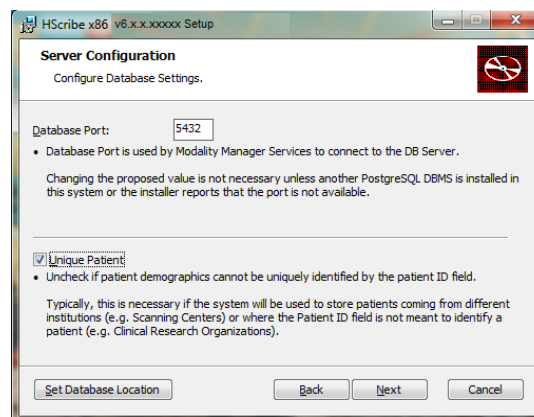 HScribe x86 v6.x.x.xxxxx Setup
Server Configuration
Configure Database Settings.
Database Port: 5432
• Database Port is used by Modality Manager Services to connect to the DB Server.
Changing the proposed value is not necessary unless another PostgreSQL DBMS is installed in
this system or the installer reports that the port is not available.
Unique Patient
• Uncheck if patient demographics cannot be uniquely identified by the patient ID field.
Typically, this is necessary if the system will be used to store patients coming from different
institutions (e.g. Scanning Centers) or where the Patient ID field is not meant to identify a
patient (e.g. Clinical Research Organizations).
Set Database Location Back Next Cancel